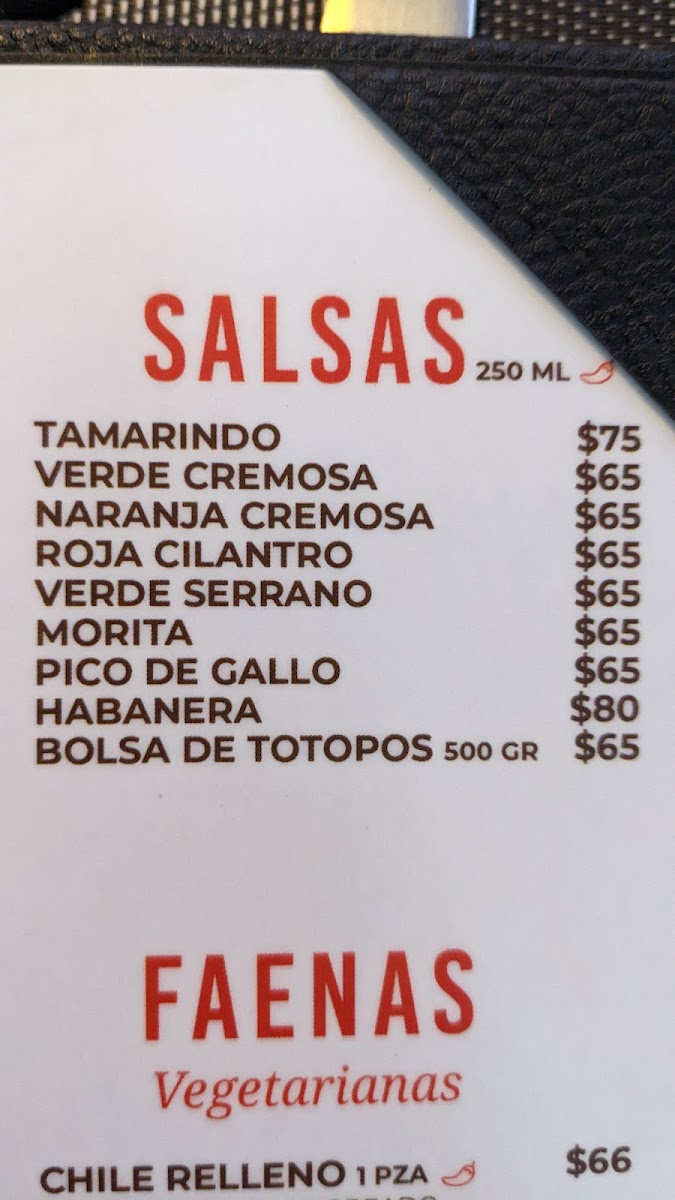 SALSAS 250 ML
TAMARINDO $75
VERDE CREMOSA $65
NARANJA CREMOSA $65
ROJA CILANTRO $65
VERDE SERRANO $65
MORITA $65
PICO DE GALLO $65
HABANERA $80
BOLSA DE TOTOPOS 500 GR $65
FAENAS
Vegetarianas
CHILE RELLENO 1 PZA $66